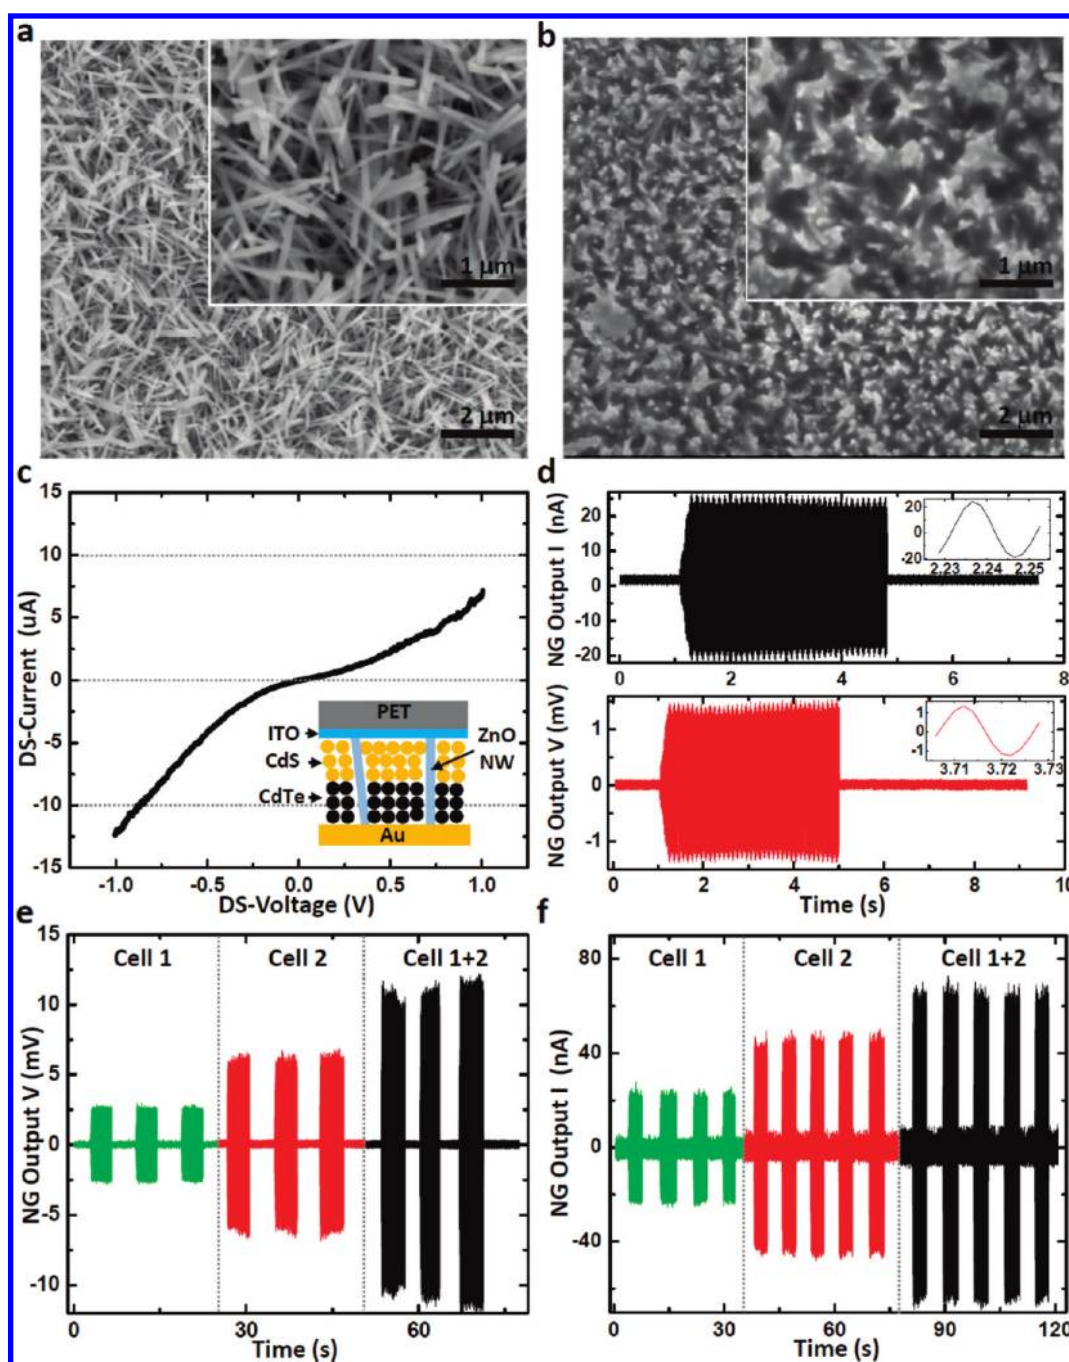 a
1 μm
2 μm
b
1 μm
2 μm
c
15
10
5
0
-5
-10
-15
DS-Current (uA)
-1.0 -0.5 0.0 0.5 1.0
DS-Voltage (V)
PET
ITO
CdS
CdTe
ZnO
NW
Au
d
NG Output I (nA)
20
10
0
-10
-20
0 2 4 6 8
20
0
-20
2.23 2.24 2.25
NG Output V (mV)
1
0
-1
0 2 4 6 8 10
Time (s)
1
0
-1
3.71 3.72 3.73
e
15
10
5
0
-5
-10
NG Output V (mV)
Cell 1 Cell 2 Cell 1+2
0 30 60
Time (s)
f
80
40
0
-40
NG Output I (nA)
Cell 1 Cell 2 Cell 1+2
0 30 60 90 120
Time (s)